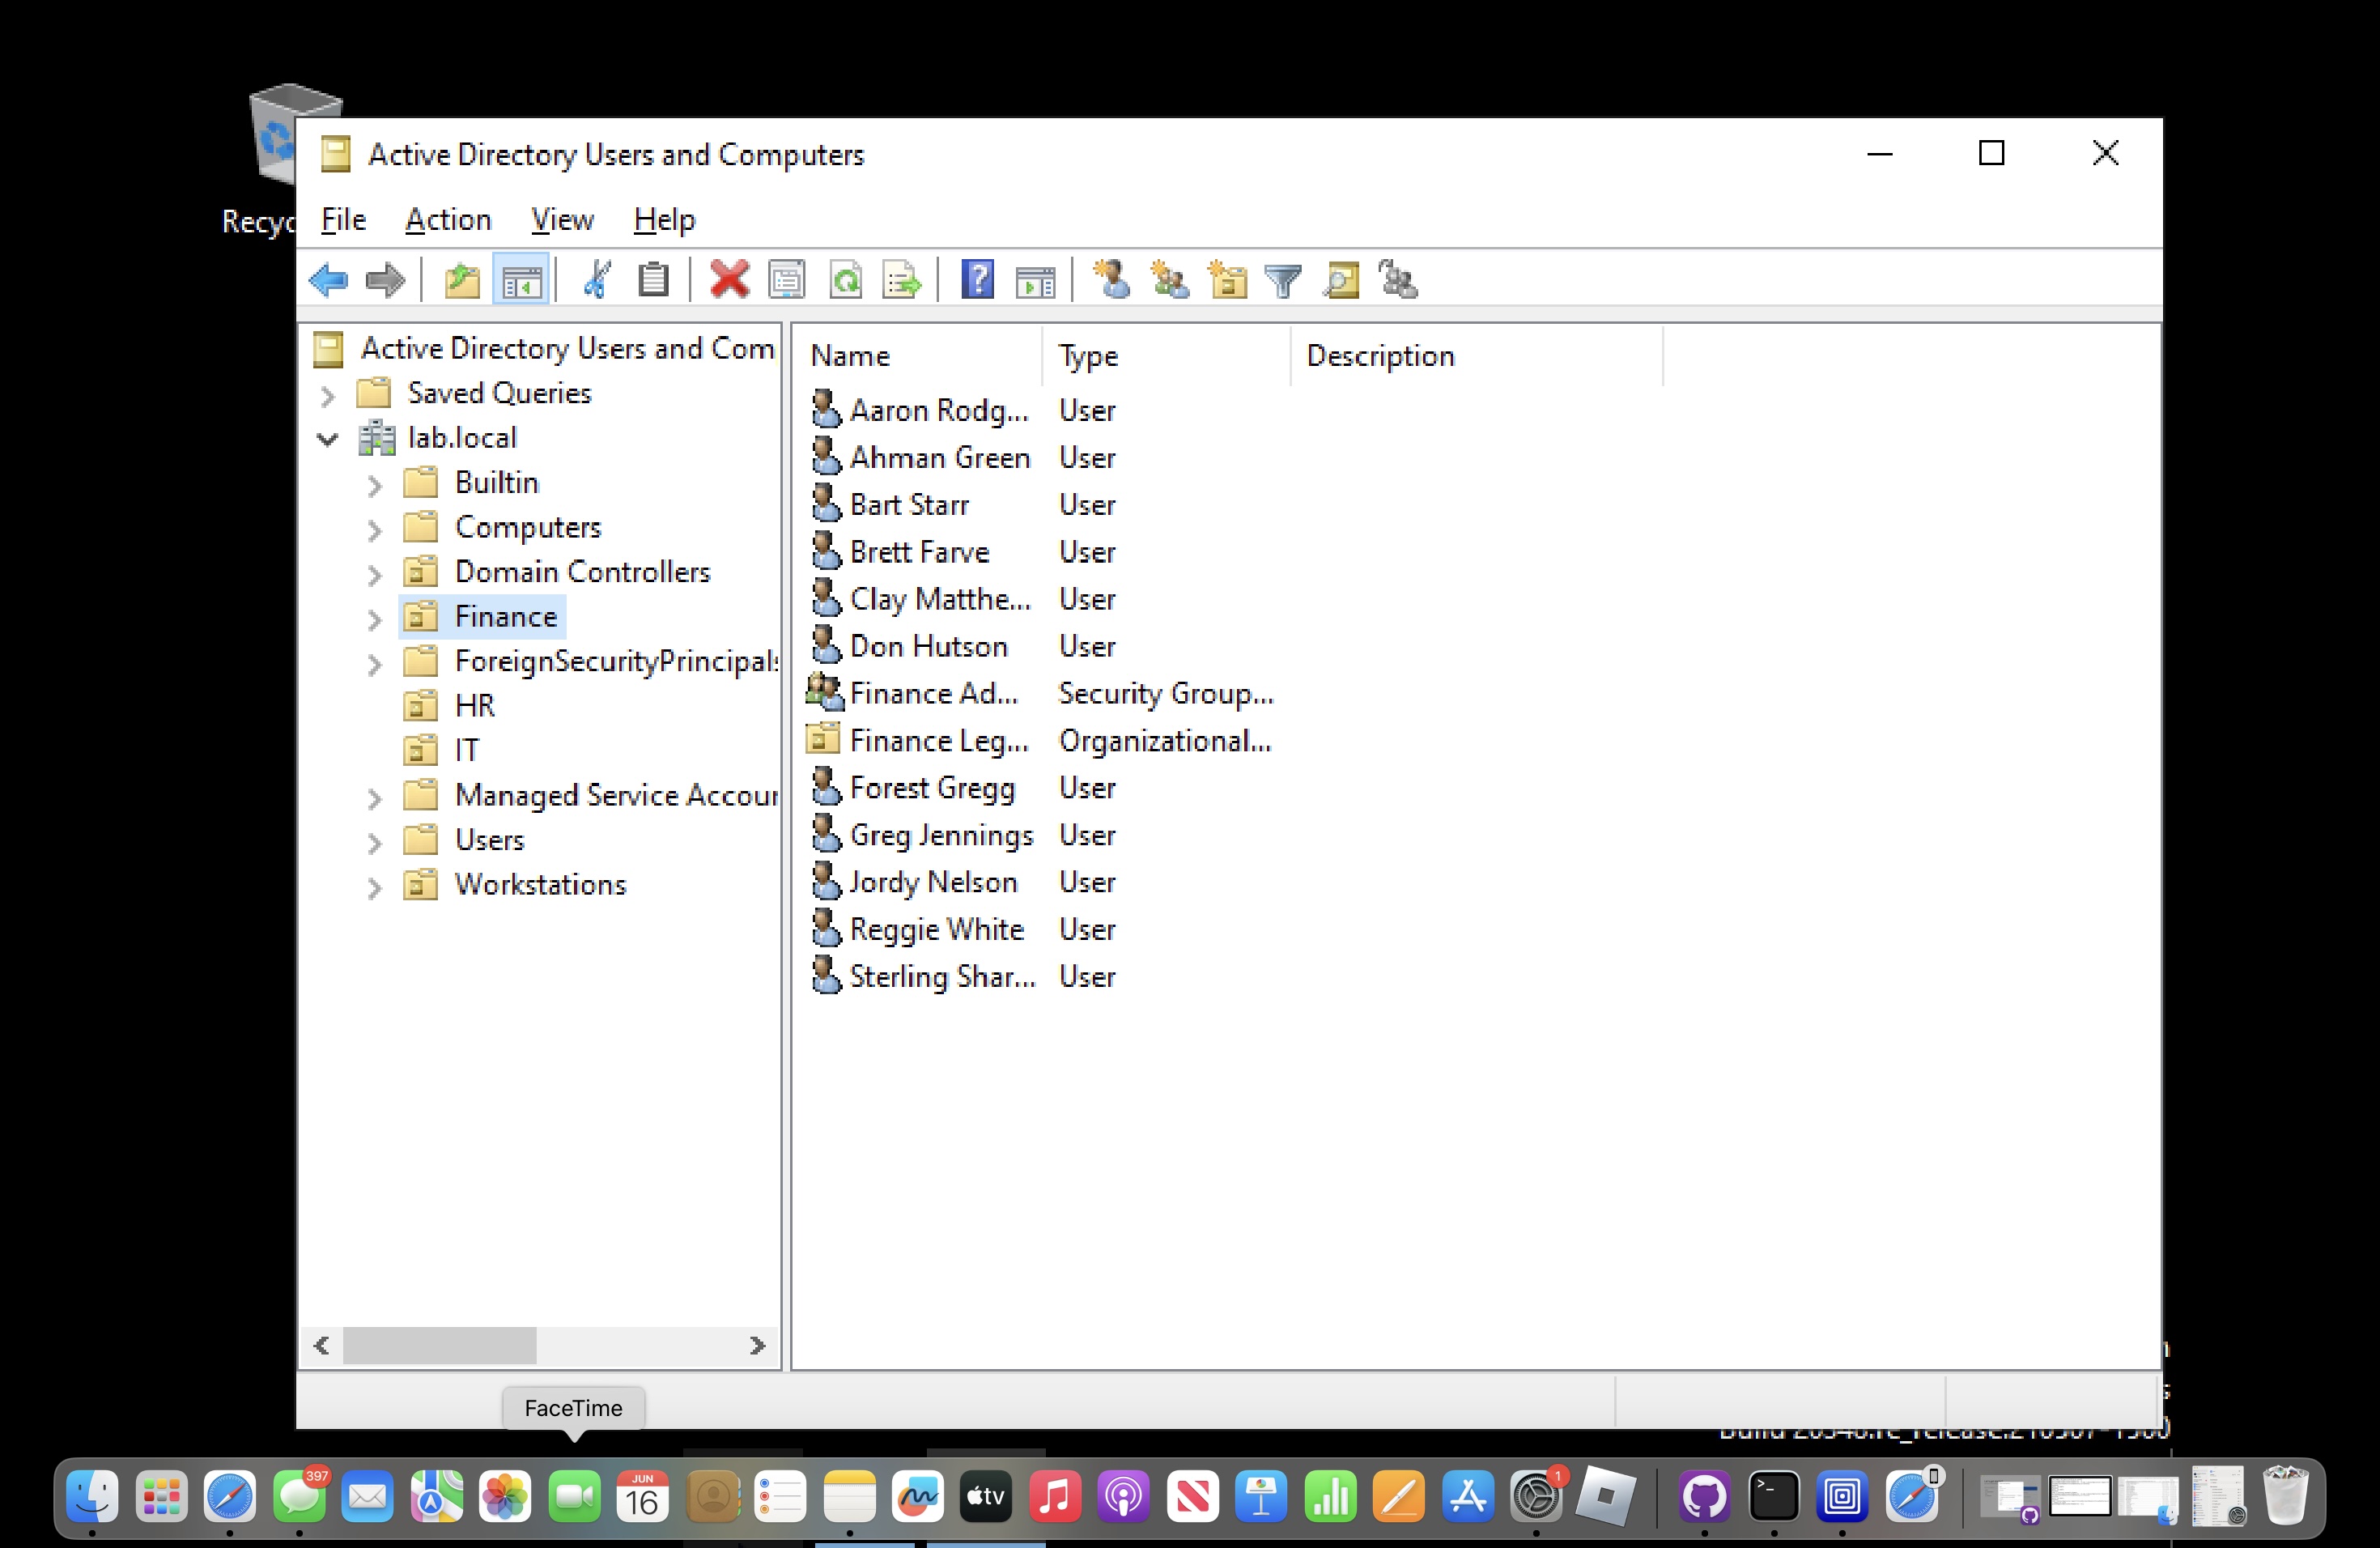 Active Directory Users and Computers
File Action View Help
Active Directory Users and Com
Saved Queries
lab.local
Builtin
Computers
Domain Controllers
Finance
ForeignSecurityPrincipals
HR
IT
Managed Service Accoun
Users
Workstations
Name Type Description
Aaron Rodg... User
Ahman Green User
Bart Starr User
Brett Farve User
Clay Matthe... User
Don Hutson User
Finance Ad... Security Group...
Finance Leg... Organizational...
Forest Gregg User
Greg Jennings User
Jordy Nelson User
Reggie White User
Sterling Shar... User
Recyc
FaceTime
397
JUN
16
tv
1